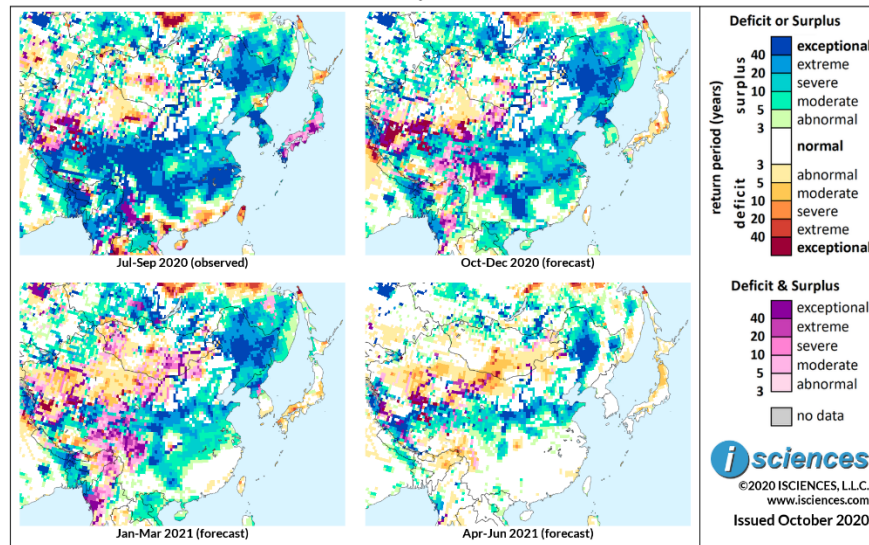 Jul-Sep 2020 (observed)
Oct-Dec 2020 (forecast)
Jan-Mar 2021 (forecast)
Apr-Jun 2021 (forecast)
Deficit or Surplus
return period (years)
surplus
deficit
40
20
10
5
3
3
5
10
20
40
exceptional
extreme
severe
moderate
abnormal
normal
abnormal
moderate
severe
extreme
exceptional
Deficit & Surplus
40
20
10
5
3
exceptional
extreme
severe
moderate
abnormal
no data
i sciences
©2020 ISCIENCES, L.L.C.
www.isciences.com
Issued October 2020